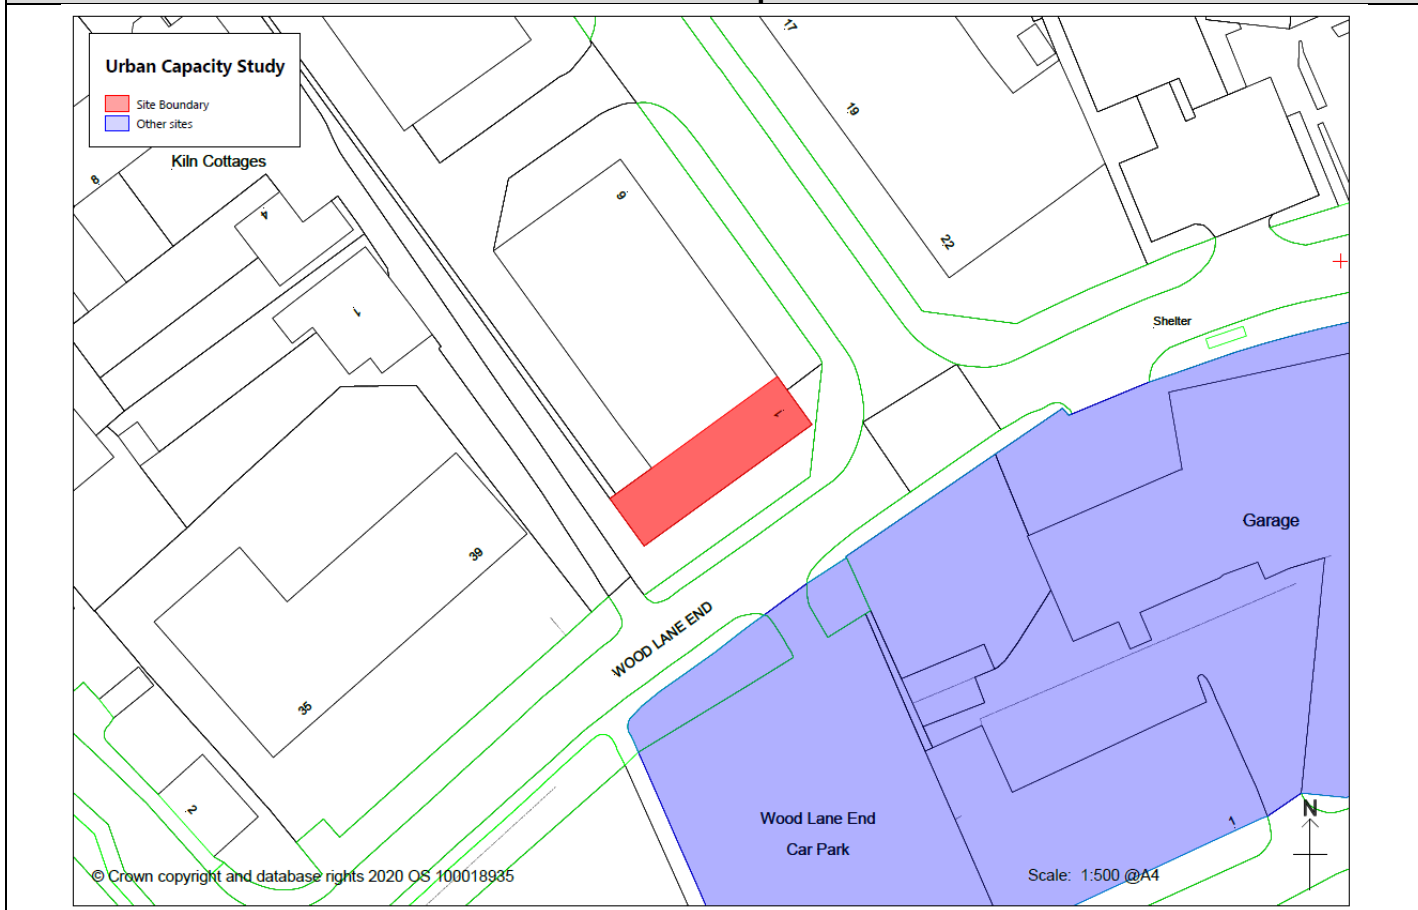 Urban Capacity Study
Site Boundary
Other sites
Kiln Cottages
8
4
1
9
17
19
22
Shelter
1
Garage
39
35
WOOD LANE END
2
Wood Lane End
Car Park
1
N
© Crown copyright and database rights 2020 OS 100018935
Scale: 1:500 @A4